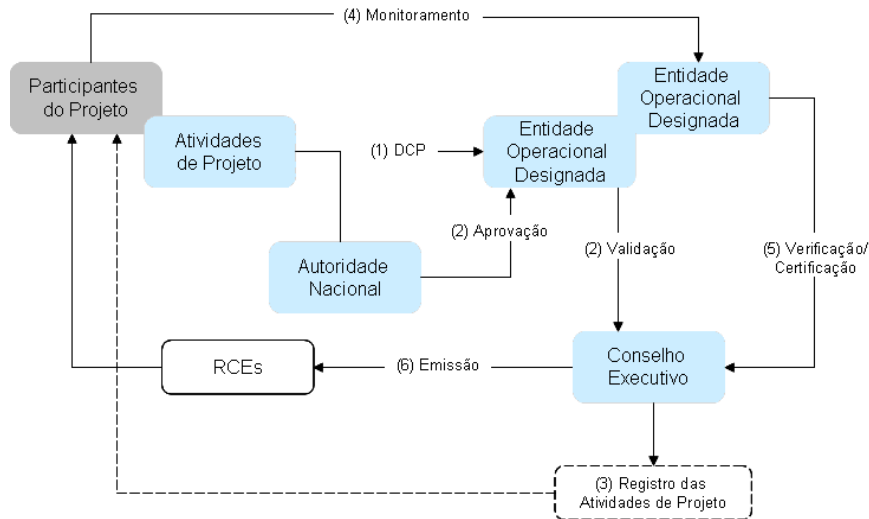 (4) Monitoramento
Participantes
do Projeto
Entidade
Operacional
Designada
Atividades
de Projeto
(1) DCP
Entidade
Operacional
Designada
(2) Aprovação
(2) Validação
(5) Verificação/
Certificação
Autoridade
Nacional
RCEs
(6) Emissão
Conselho
Executivo
(3) Registro das
Atividades de Projeto